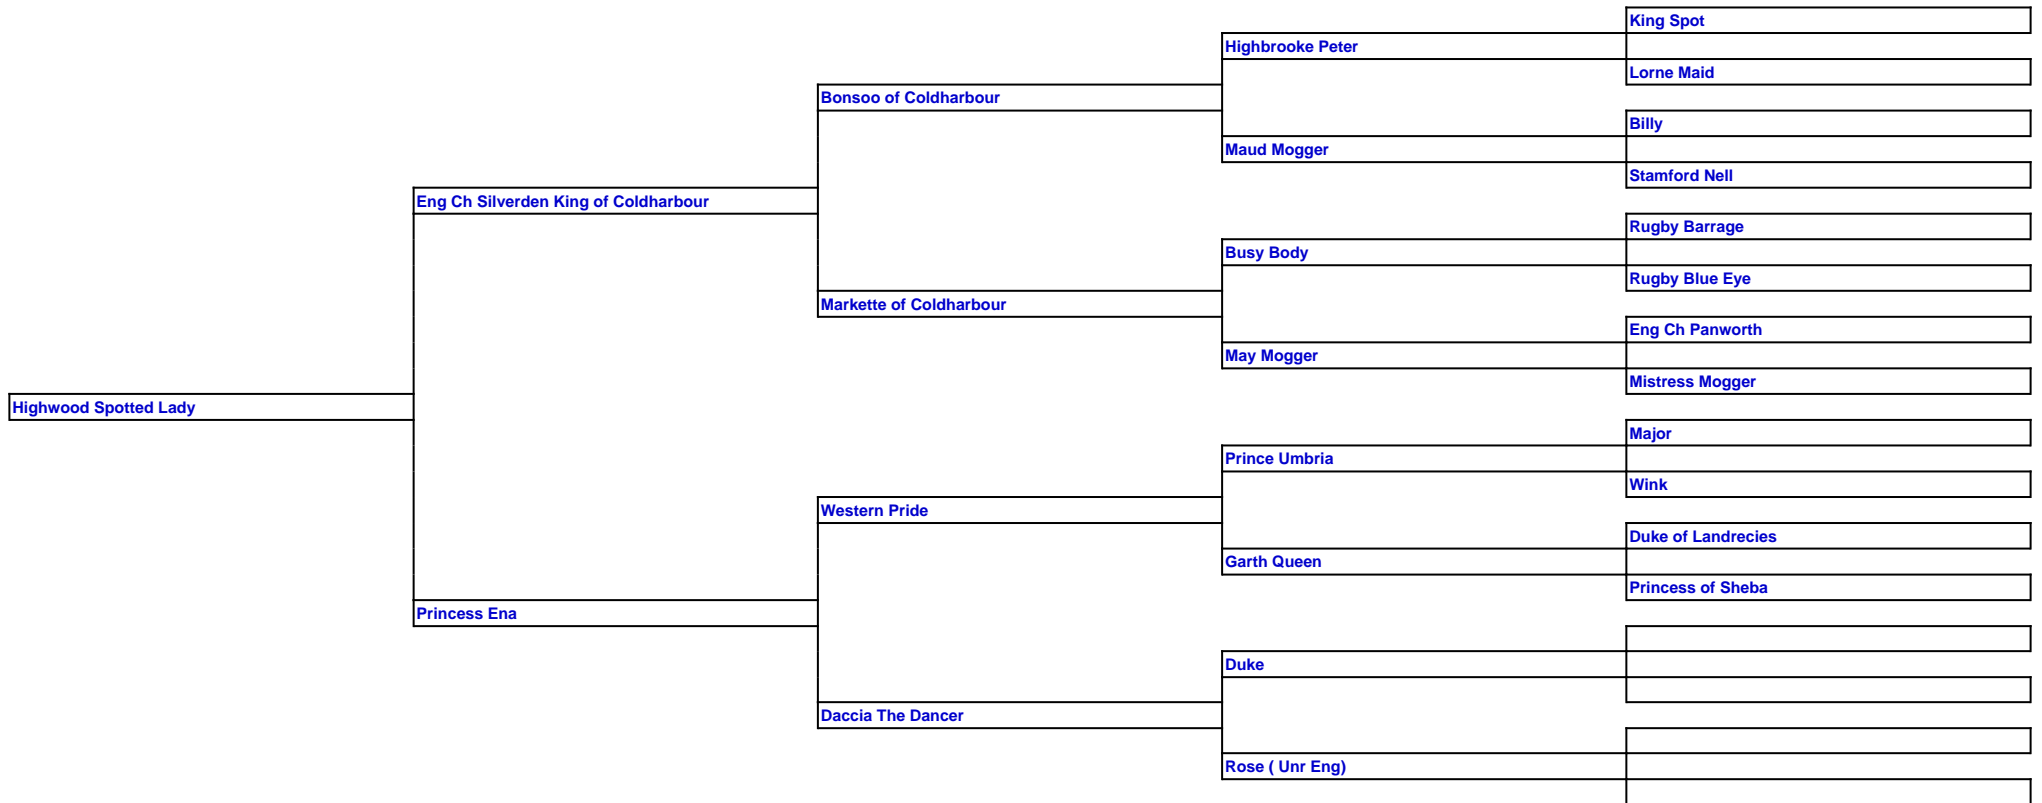 King Spot
Highbrooke Peter
Lorne Maid
Bonsoo of Coldharbour
Billy
Maud Mogger
Stamford Nell
Eng Ch Silverden King of Coldharbour
Rugby Barrage
Busy Body
Rugby Blue Eye
Markette of Coldharbour
Eng Ch Panworth
May Mogger
Mistress Mogger
Highwood Spotted Lady
Major
Prince Umbria
Wink
Western Pride
Duke of Landrecies
Garth Queen
Princess of Sheba
Princess Ena
Duke
Daccia The Dancer
Rose ( Unr Eng)